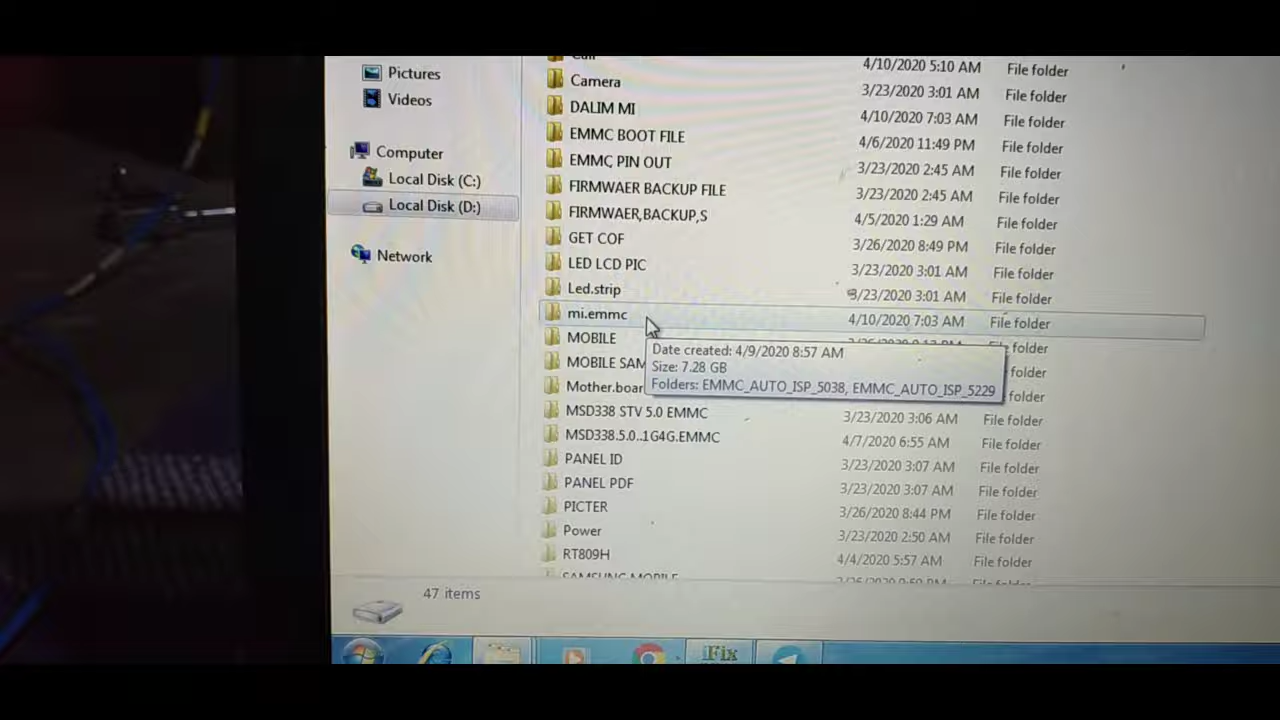 Pictures
Videos
Computer
Local Disk (C:)
Local Disk (D:)
Network
4/10/2020 5:10 AM File folder
Camera 3/23/2020 3:01 AM File folder
DALIM MI 4/10/2020 7:03 AM File folder
EMMC BOOT FILE 4/6/2020 11:49 PM File folder
EMMC PIN OUT 3/23/2020 2:45 AM File folder
FIRMWAER BACKUP FILE 3/23/2020 2:45 AM File folder
FIRMWAER,BACKUP,S 4/5/2020 1:29 AM File folder
GET COF 3/26/2020 8:49 PM File folder
LED LCD PIC 3/23/2020 3:01 AM File folder
Led.strip 3/23/2020 3:01 AM File folder
mi.emmc 4/10/2020 7:03 AM File folder
MOBILE File folder
MOBILE SAM File folder
Mother.boar File folder
Date created: 4/9/2020 8:57 AM
Size: 7.28 GB
Folders: EMMC_AUTO_ISP_5038, EMMC_AUTO_ISP_5229
MSD338 STV 5.0 EMMC 3/23/2020 3:06 AM File folder
MSD338.5.0..1G4G.EMMC 4/7/2020 6:55 AM File folder
PANEL ID 3/23/2020 3:07 AM File folder
PANEL PDF 3/23/2020 3:07 AM File folder
PICTER 3/26/2020 8:44 PM File folder
Power 3/23/2020 2:50 AM File folder
RT809H 4/4/2020 5:57 AM File folder
SAMSUNG MOBILE
47 items
iFix